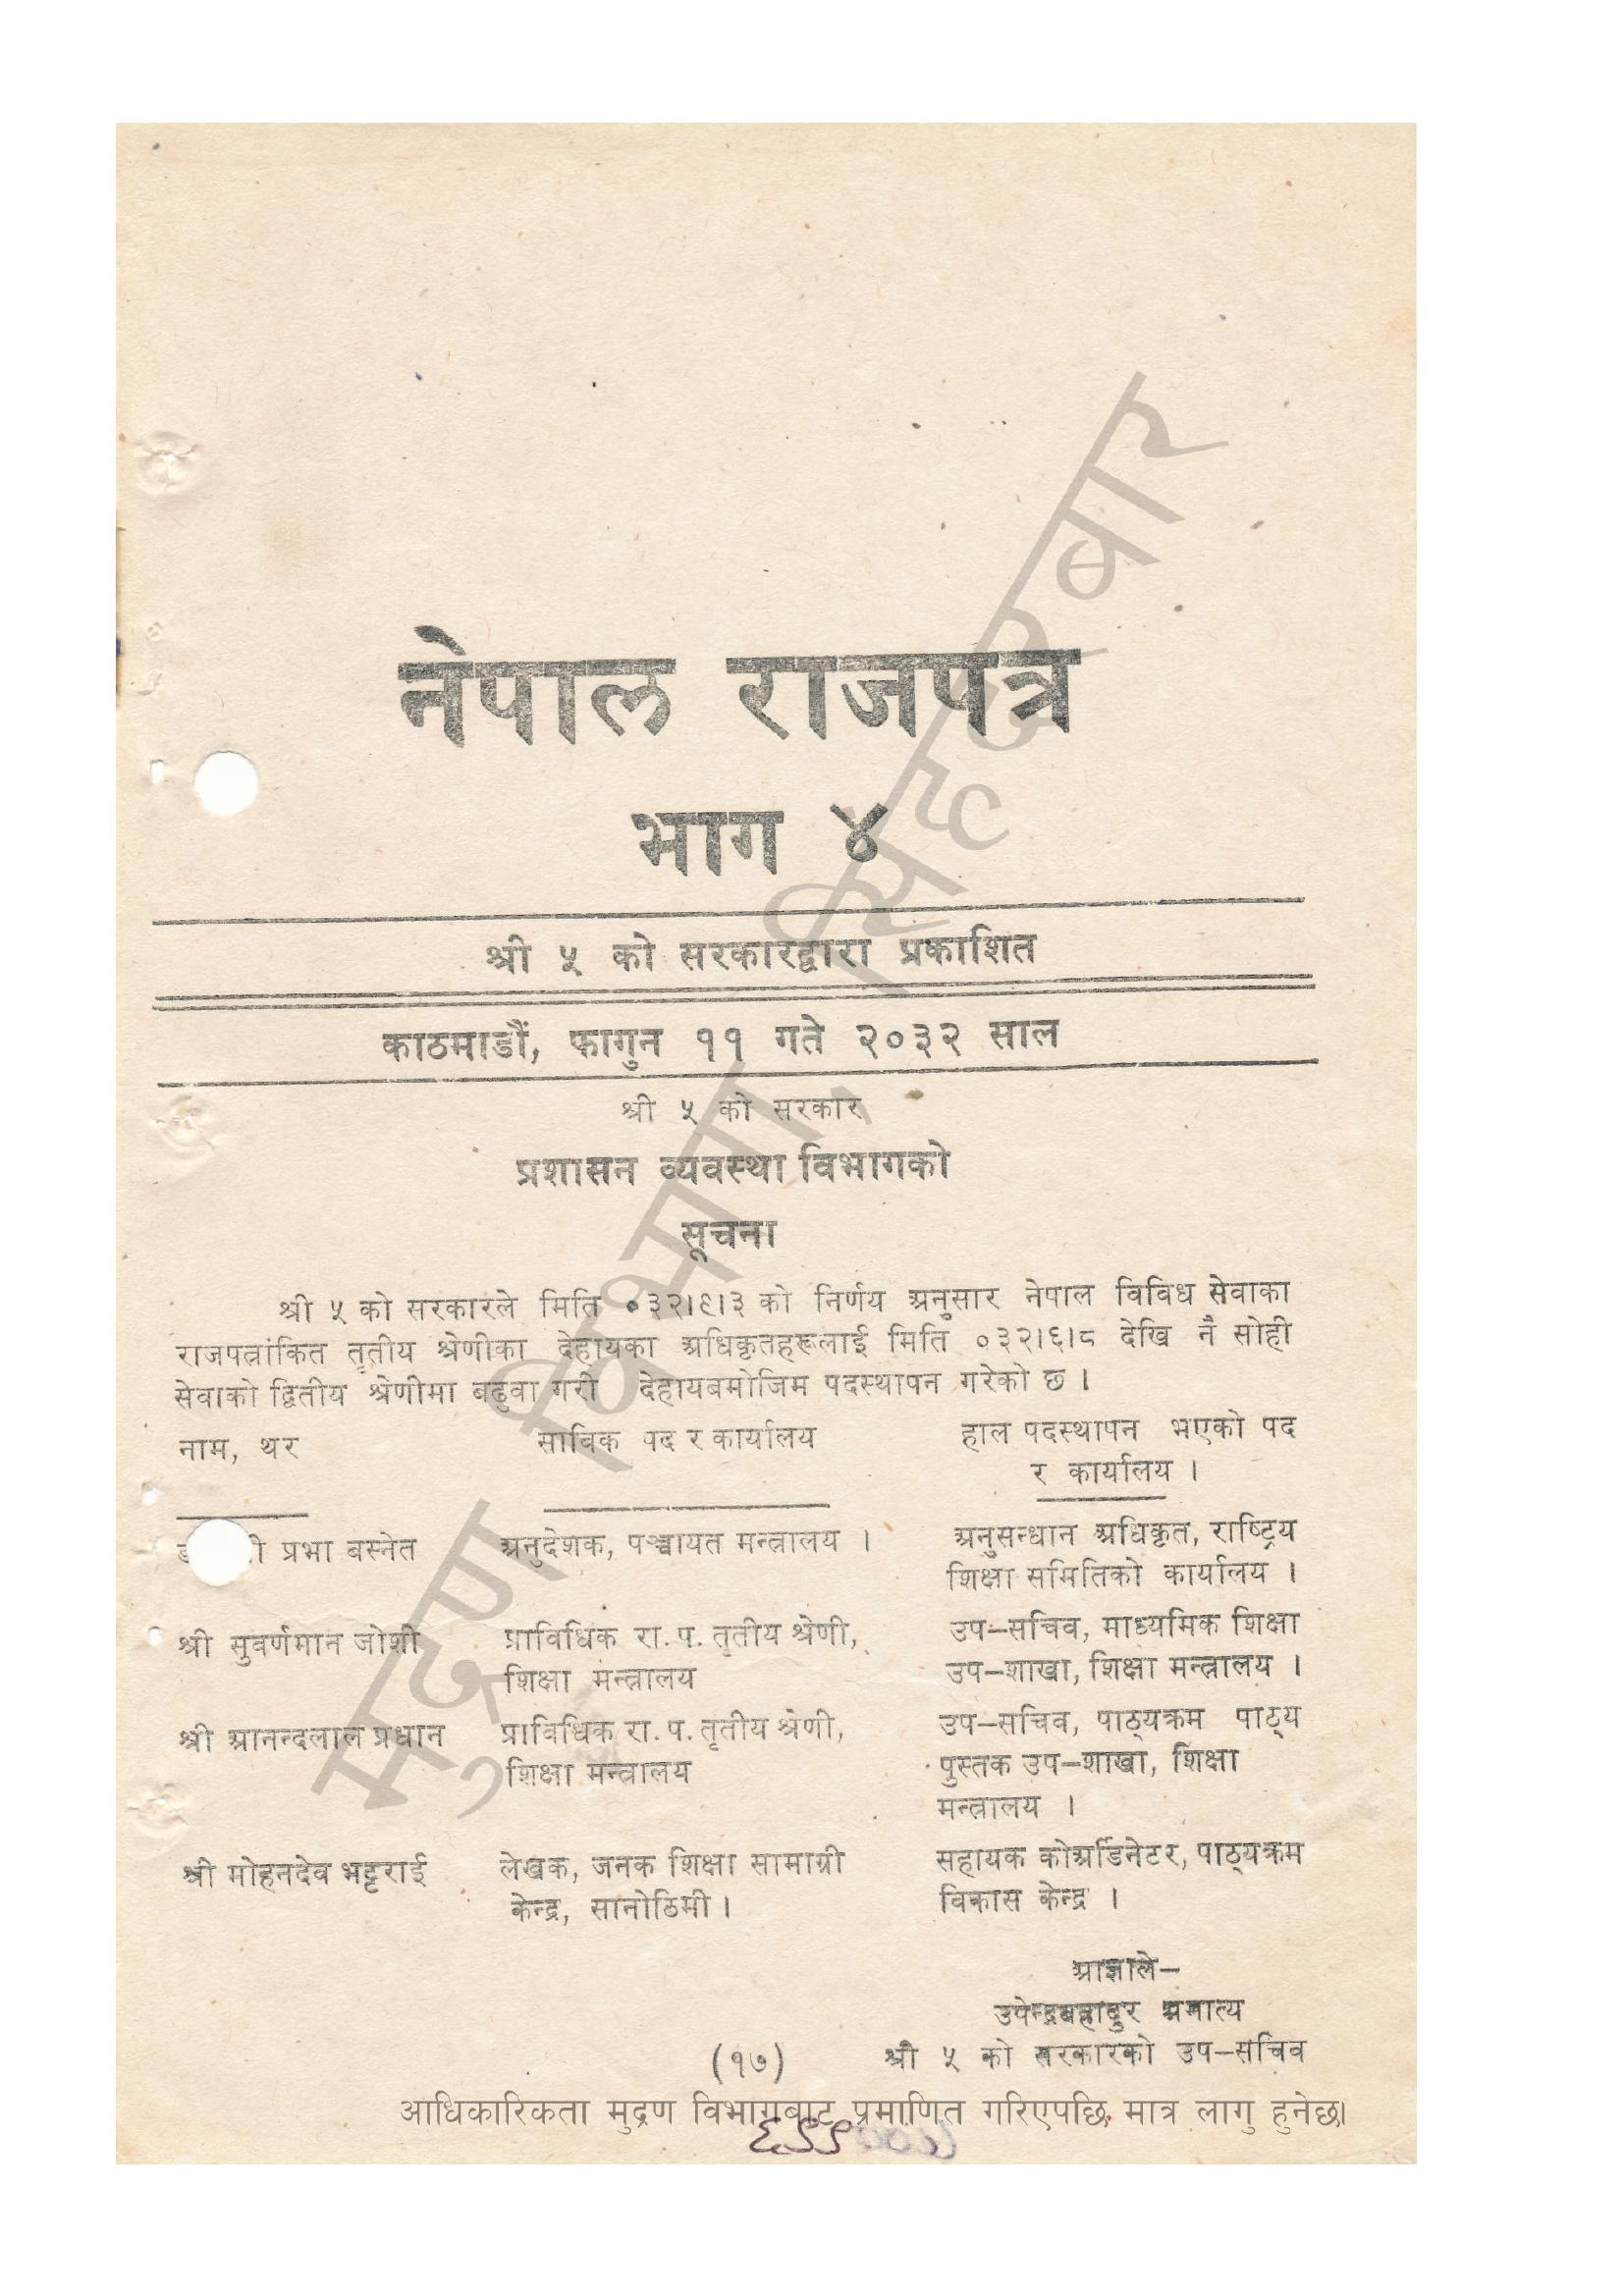 नेपाल राजपत्र
भाग ४
श्री ५ को सरकारद्वारा प्रकाशित
काठमाडौं, फागुन ११ गते २०३२ साल
श्री ५ को सरकार
प्रशासन व्यवस्था विभागको
सूचना
श्री ५ को सरकारले मिति ०३२।९।३ को निर्णय अनुसार नेपाल विविध सेवाका
राजपत्रांकित तृतीय श्रेणीका देहायका अधिकृतहरूलाई मिति ०३२।६।८ देखि नै सोही
सेवाको द्वितीय श्रेणीमा बढुवा गरी देहायबमोजिम पदस्थापन गरेको छ ।
नाम, थर साबिक पद र कार्यालय हाल पदस्थापन भएको पद
र कार्यालय ।
प्रभा बस्नेत अनुदेशक, पञ्चायत मन्त्रालय । अनुसन्धान अधिकृत, राष्ट्रिय
शिक्षा समितिको कार्यालय ।
श्री सुवर्णमान जोशी प्राविधिक रा. प. तृतीय श्रेणी, उप-सचिव, माध्यमिक शिक्षा
शिक्षा मन्त्रालय उप-शाखा, शिक्षा मन्त्रालय ।
श्री आनन्दलाल प्रधान प्राविधिक रा. प. तृतीय श्रेणी, उप-सचिव, पाठ्यक्रम पाठ्य
शिक्षा मन्त्रालय पुस्तक उप-शाखा, शिक्षा
मन्त्रालय ।
श्री मोहनदेव भट्टराई लेखक, जनक शिक्षा सामाग्री सहायक कोअर्डिनेटर, पाठ्यक्रम
केन्द्र, सानोठिमी । विकास केन्द्र ।
आज्ञाले-
उपेन्द्रबहादुर अमात्य
(१७) श्री ५ को सरकारको उप-सचिव
आधिकारिकता मुद्रण विभागबाट प्रमाणित गरिएपछि मात्र लागु हुनेछ।
मुद्रण विभाग, सिंहदरबार